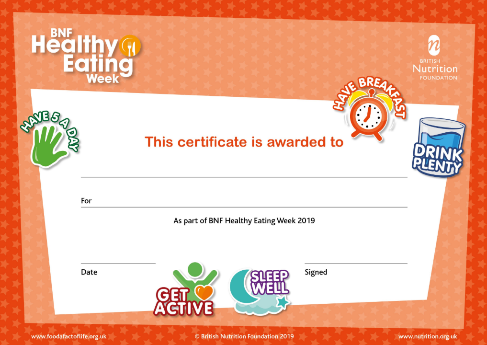 BNF
Healthy
Eating
Week
BRITISH
Nutrition
FOUNDATION
HAVE BREAKFAST
HAVE 5 A DAY
This certificate is awarded to
DRINK
PLENTY
For
As part of BNF Healthy Eating Week 2019
Date
Signed
GET
ACTIVE
SLEEP
WELL
www.foodafactoflife.org.uk
© British Nutrition Foundation 2019
www.nutrition.org.uk